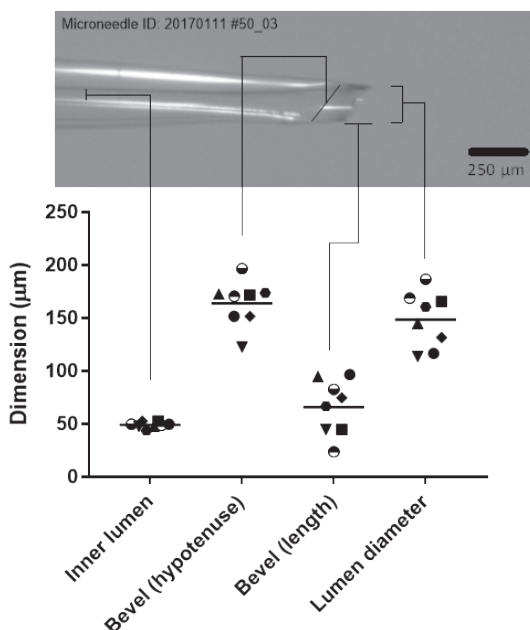 Microneedle ID: 20170111 #50_03
250 μm
Dimension (μm)
250
200
150
100
50
0
Inner lumen
Bevel (hypotenuse)
Bevel (length)
Lumen diameter